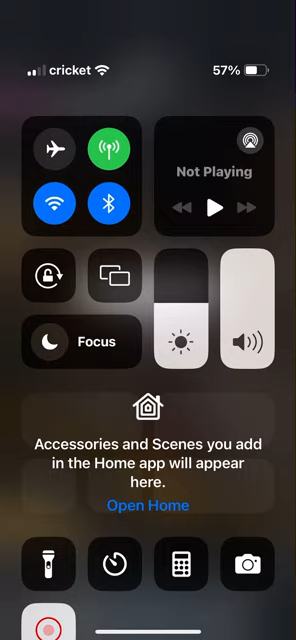 cricket 57%
Not Playing
Focus
Accessories and Scenes you add
in the Home app will appear
here.
Open Home